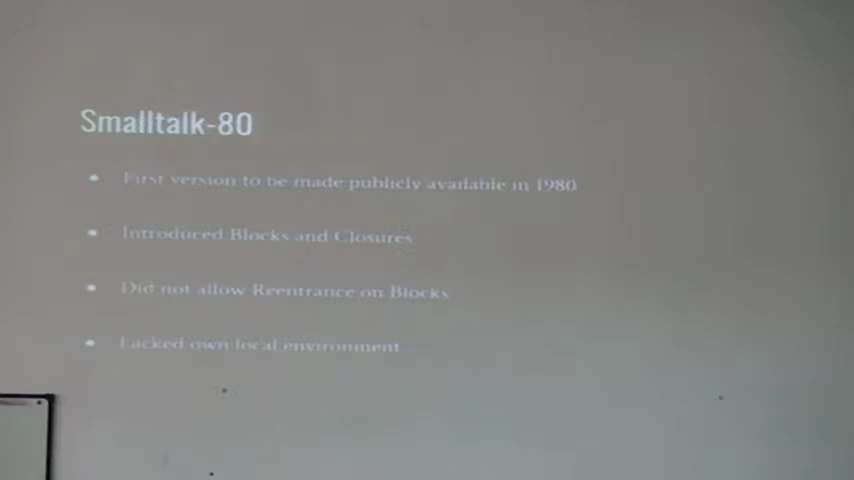 Smalltalk-80
• First version to be made publicly available in 1980
• Introduced Blocks and Closures
• Did not allow Reentrance on Blocks
• Lacked own local environment